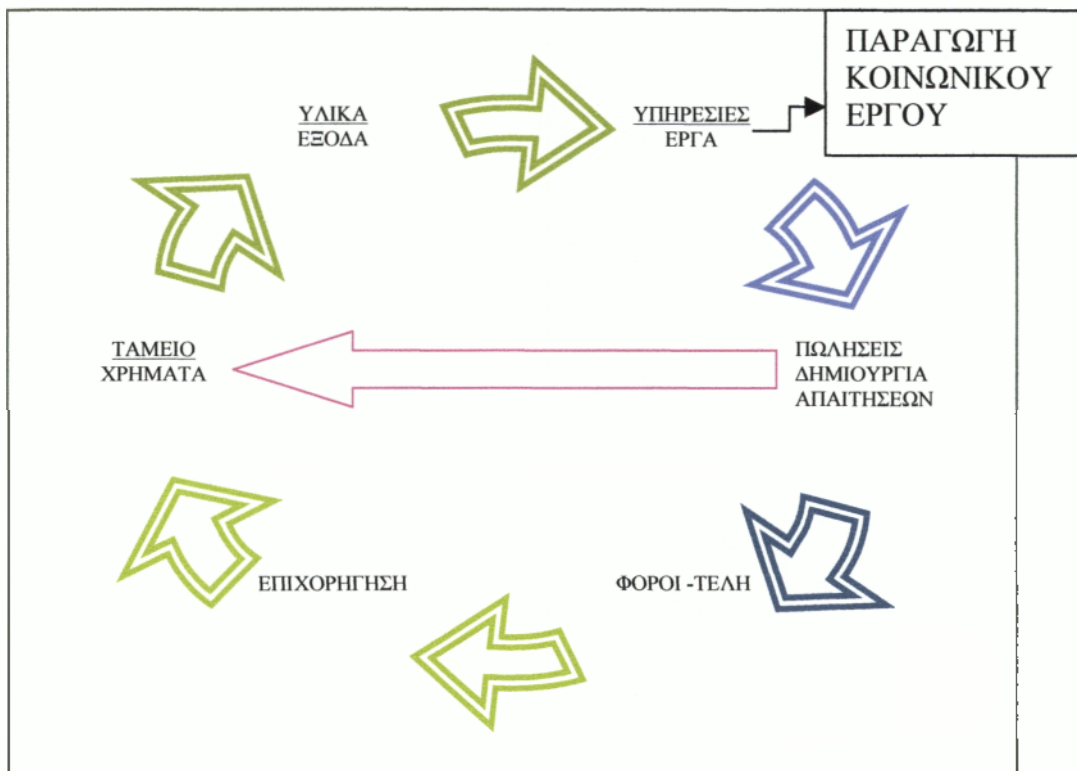 ΠΑΡΑΓΩΓΗ
ΚΟΙΝΩΝΙΚΟΥ
ΕΡΓΟΥ
ΥΛΙΚΑ
ΕΞΟΔΑ
ΥΠΗΡΕΣΙΕΣ
ΕΡΓΑ
ΤΑΜΕΙΟ
ΧΡΗΜΑΤΑ
ΠΩΛΗΣΕΙΣ
ΔΗΜΙΟΥΡΓΙΑ
ΑΠΑΙΤΗΣΕΩΝ
ΕΠΙΧΟΡΗΓΗΣΗ
ΦΟΡΟΙ -ΤΕΛΗ